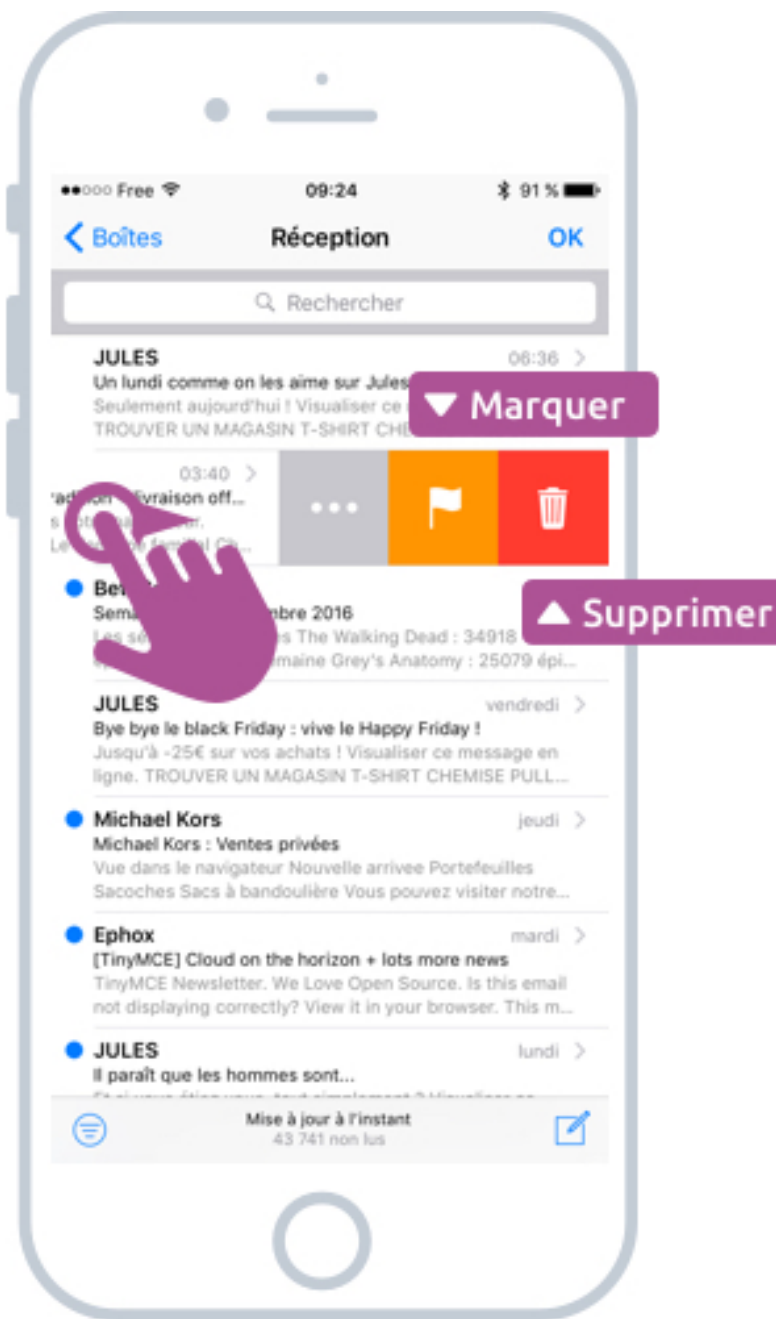 Free 09:24 91 %
Boîtes Réception OK
Rechercher
JULES 06:36
Un lundi comme on les aime sur Jules
Seulement aujourd'hui ! Visualiser ce
TROUVER UN MAGASIN T-SHIRT CHE
Marquer
03:40
livraison off...
Supprimer
bre 2016
es The Walking Dead : 34918
maine Grey's Anatomy : 25079 épi...
JULES vendredi
Bye bye le black Friday : vive le Happy Friday !
Jusqu'à -25€ sur vos achats ! Visualiser ce message en
ligne. TROUVER UN MAGASIN T-SHIRT CHEMISE PULL...
Michael Kors jeudi
Michael Kors : Ventes privées
Vue dans le navigateur Nouvelle arrivee Portefeuilles
Sacoches Sacs à bandoulière Vous pouvez visiter notre...
Ephox mardi
[TinyMCE] Cloud on the horizon + lots more news
TinyMCE Newsletter. We Love Open Source. Is this email
not displaying correctly? View it in your browser. This m...
JULES lundi
Il paraît que les hommes sont...
Mise à jour à l'instant
43 741 non lus